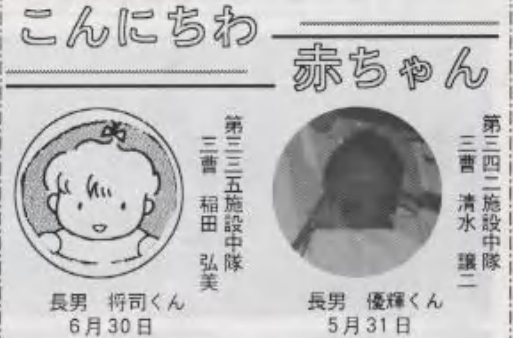 こんにちわ
赤ちゃん
第三四二施設中隊
三曹 清水 讓二
長男 優輝くん
5月31日
第三三五施設中隊
三曹 稲田 弘美
長男 将司くん
6月30日